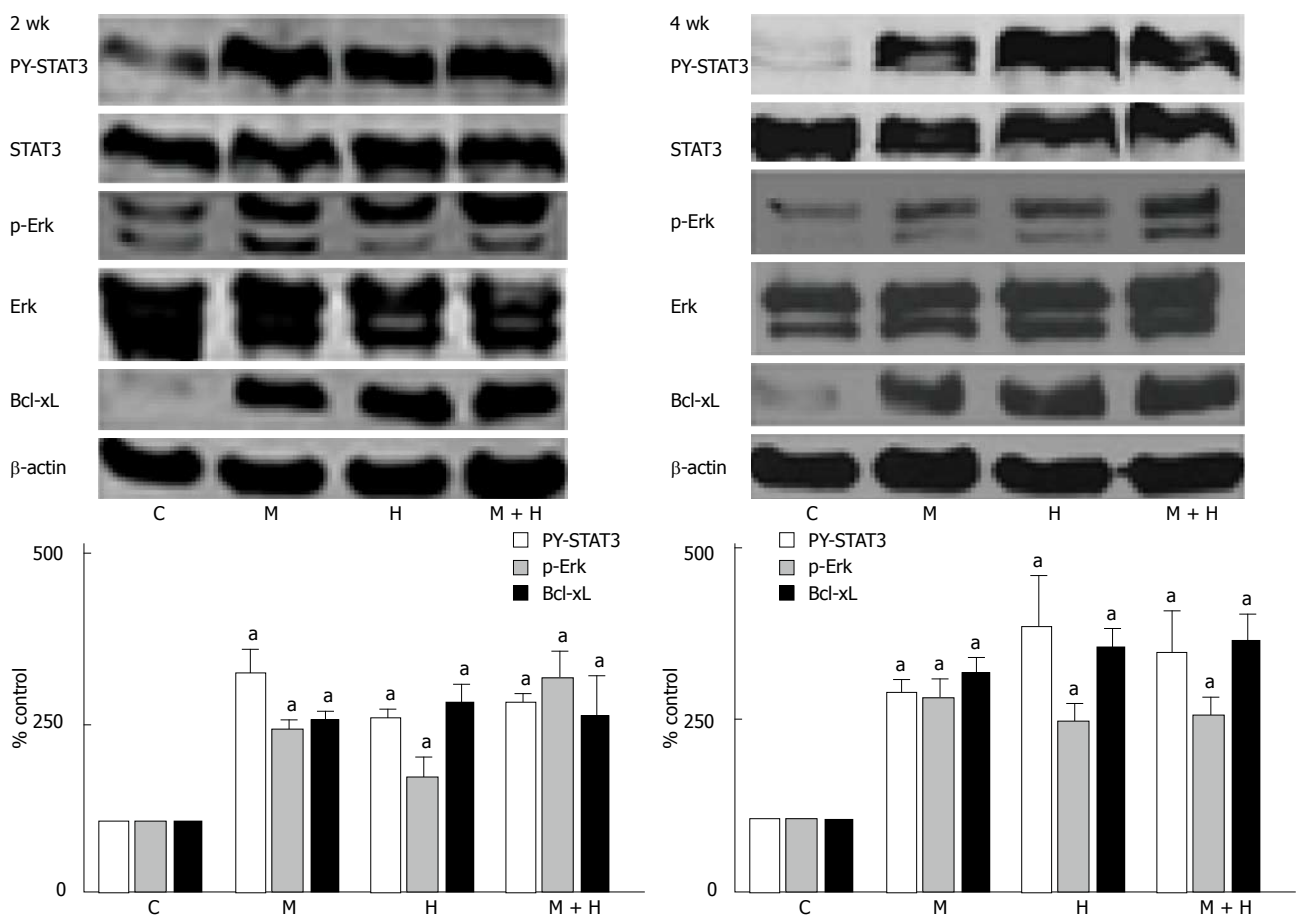 2 wk
PY-STAT3
STAT3
p-Erk
Erk
Bcl-xL
β-actin
C M H M + H
500
250
0
% control
PY-STAT3
p-Erk
Bcl-xL
a a a a a a a a a
C M H M + H
4 wk
PY-STAT3
STAT3
p-Erk
Erk
Bcl-xL
β-actin
C M H M + H
500
250
0
% control
PY-STAT3
p-Erk
Bcl-xL
a a a a a a a a a
C M H M + H